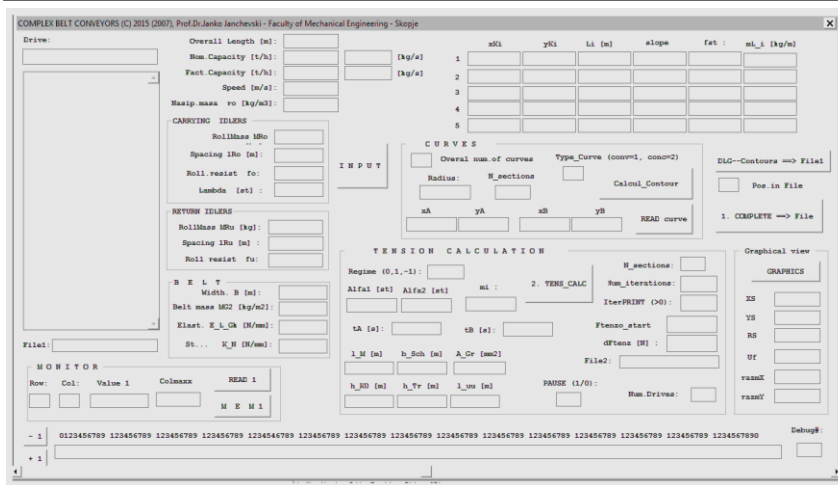 COMPLEX BELT CONVEYORS (C) 2015 (2007), Prof.Dr.Janko Janchevski - Faculty of Mechanical Engineering - Skopje
X
Drive:
Overall Length [m]:
Nom.Capacity [t/h]:
[kg/s]
Fact.Capacity [t/h]:
[kg/s]
Speed [m/s]:
Nasip.masa ro [kg/m3]:
xKi yKi Li [m] slope fst : mL_i [kg/m]
1
2
3
4
5
CARRYING IDLERS
RollMass MRo
Spacing lRo [m]:
Roll.resist fo:
Lambda [st] :
INPUT
CURVES
Overal num.of curves
Type_Curve (conv=1, conc=2)
Radius:
N_sections
Calcul_Contour
xA yA xB yB
READ curve
DLG--Contours ==> File1
Pos.in File
1. COMPLETE ==> File
RETURN IDLERS
RollMass MRu [kg]:
Spacing lRu [m] :
Roll resist fu:
BELT
Width. B [m]:
Belt mass MG2 [kg/m2]:
Elast. E_L_Gk [N/mm]:
St... K_N [N/mm]:
File1:
TENSION CALCULATION
Regime (0,1,-1):
Alfa1 [st] Alfa2 [st] mi :
2. TENS_CALC
N_sections:
Num_iterations:
IterPRINT (>0):
tA [s]:
tB [s]:
Ftenzo_start
dFtenz [N] :
l_M [m] b_Sch [m] A_Gr [mm2]
File2:
h_K0 [m] h_Tr [m] l_uu [m]
PAUSE (1/0):
Num.Drives:
Graphical view
GRAPHICS
XS
YS
RS
Uf
razmX
razmY
MONITOR
Row: Col: Value 1 Colmaxx
READ 1
M E M 1
- 1
0123456789 123456789 123456789 1234546789 123456789 123456789 123456789 123456789 123456789 123456789 123456789 1234567890
Debug#:
+ 1